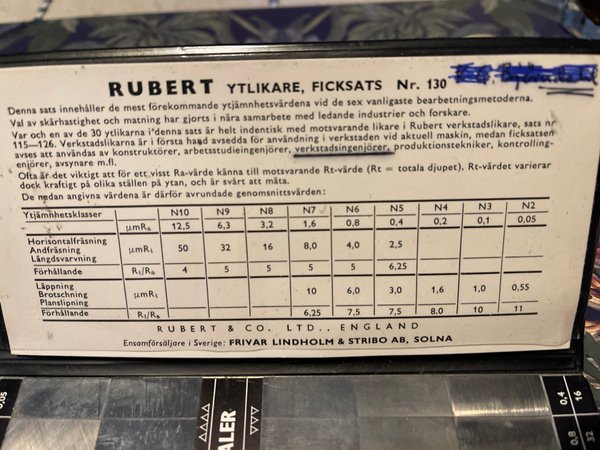 RUBERT YTLIKARE, FICKSATS Nr. 130
Denna sats innehåller de mest förekommande ytjämnhetsvärdena vid de sex vanligaste bearbetningsmetoderna.
Val av skärhastighet och matning har gjorts i nära samarbete med ledande industrier och forskare.
Var och en av de 30 ytlikarna i denna sats är helt indentisk med motsvarande likare i Rubert verkstadslikare, sats nr
115—126. Verkstadslikarna är i första hand avsedda för användning i verkstaden vid aktuell maskin, medan ficksatsen
avses att användas av konstruktörer, arbetsstudieingenjörer, verkstadsingenjörer, produktionstekniker, kontrolling-
enjörer, avsynare m.fl.
Ofta är det viktigt att för ett visst Ra-värde känna till motsvarande Rt-värde (Rt = totala djupet). Rt-värdet varierar
dock kraftigt på olika ställen på ytan, och är svårt att mäta.
De nedan angivna värdena är därför avrundade genomsnittsvärden:
Ytjämnhetsklasser N10 N9 N8 N7 N6 N5 N4 N3 N2
µmRa 12,5 6,3 3,2 1,6 0,8 0,4 0,2 0,1 0,05
Horisontalfräsning
Andfräsning µmRt 50 32 16 8,0 4,0 2,5
Längdsvarvning
Förhållande Rt/Ra 4 5 5 5 5 6,25
Läppning
Brotschning µmRt 10 6,0 3,0 1,6 1,0 0,55
Planslipning
Förhållande Rt/Ra 6,25 7,5 7,5 8,0 10 11
RUBERT & CO. LTD., ENGLAND
Ensamförsäljare i Sverige: FRIVAR LINDHOLM & STRIBO AB, SOLNA
0,05
ALER
0,4 16
0,8 32